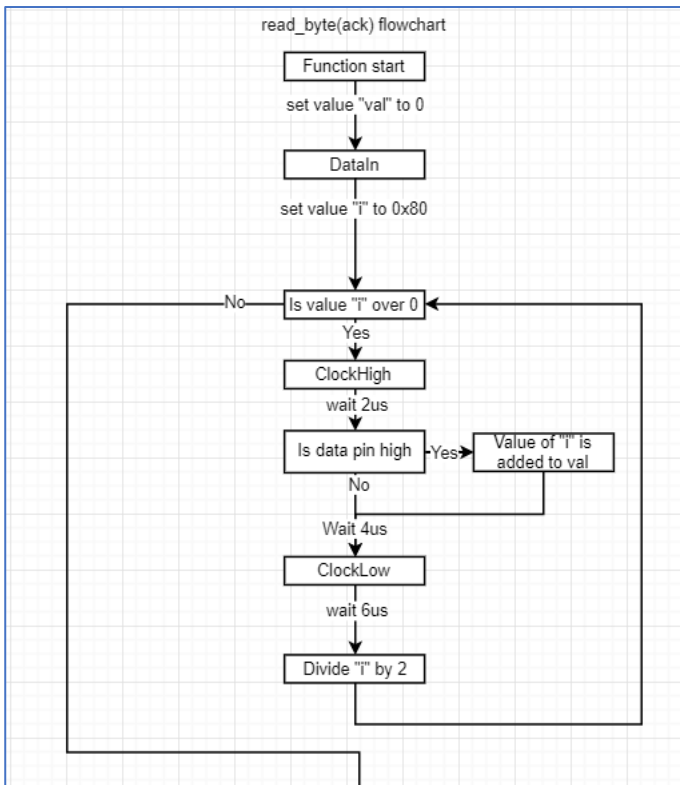 read_byte(ack) flowchart
Function start
set value "val" to 0
DataIn
set value "i" to 0x80
No
Is value "i" over 0
Yes
ClockHigh
wait 2us
Is data pin high
Yes
Value of "i" is
added to val
No
Wait 4us
ClockLow
wait 6us
Divide "i" by 2